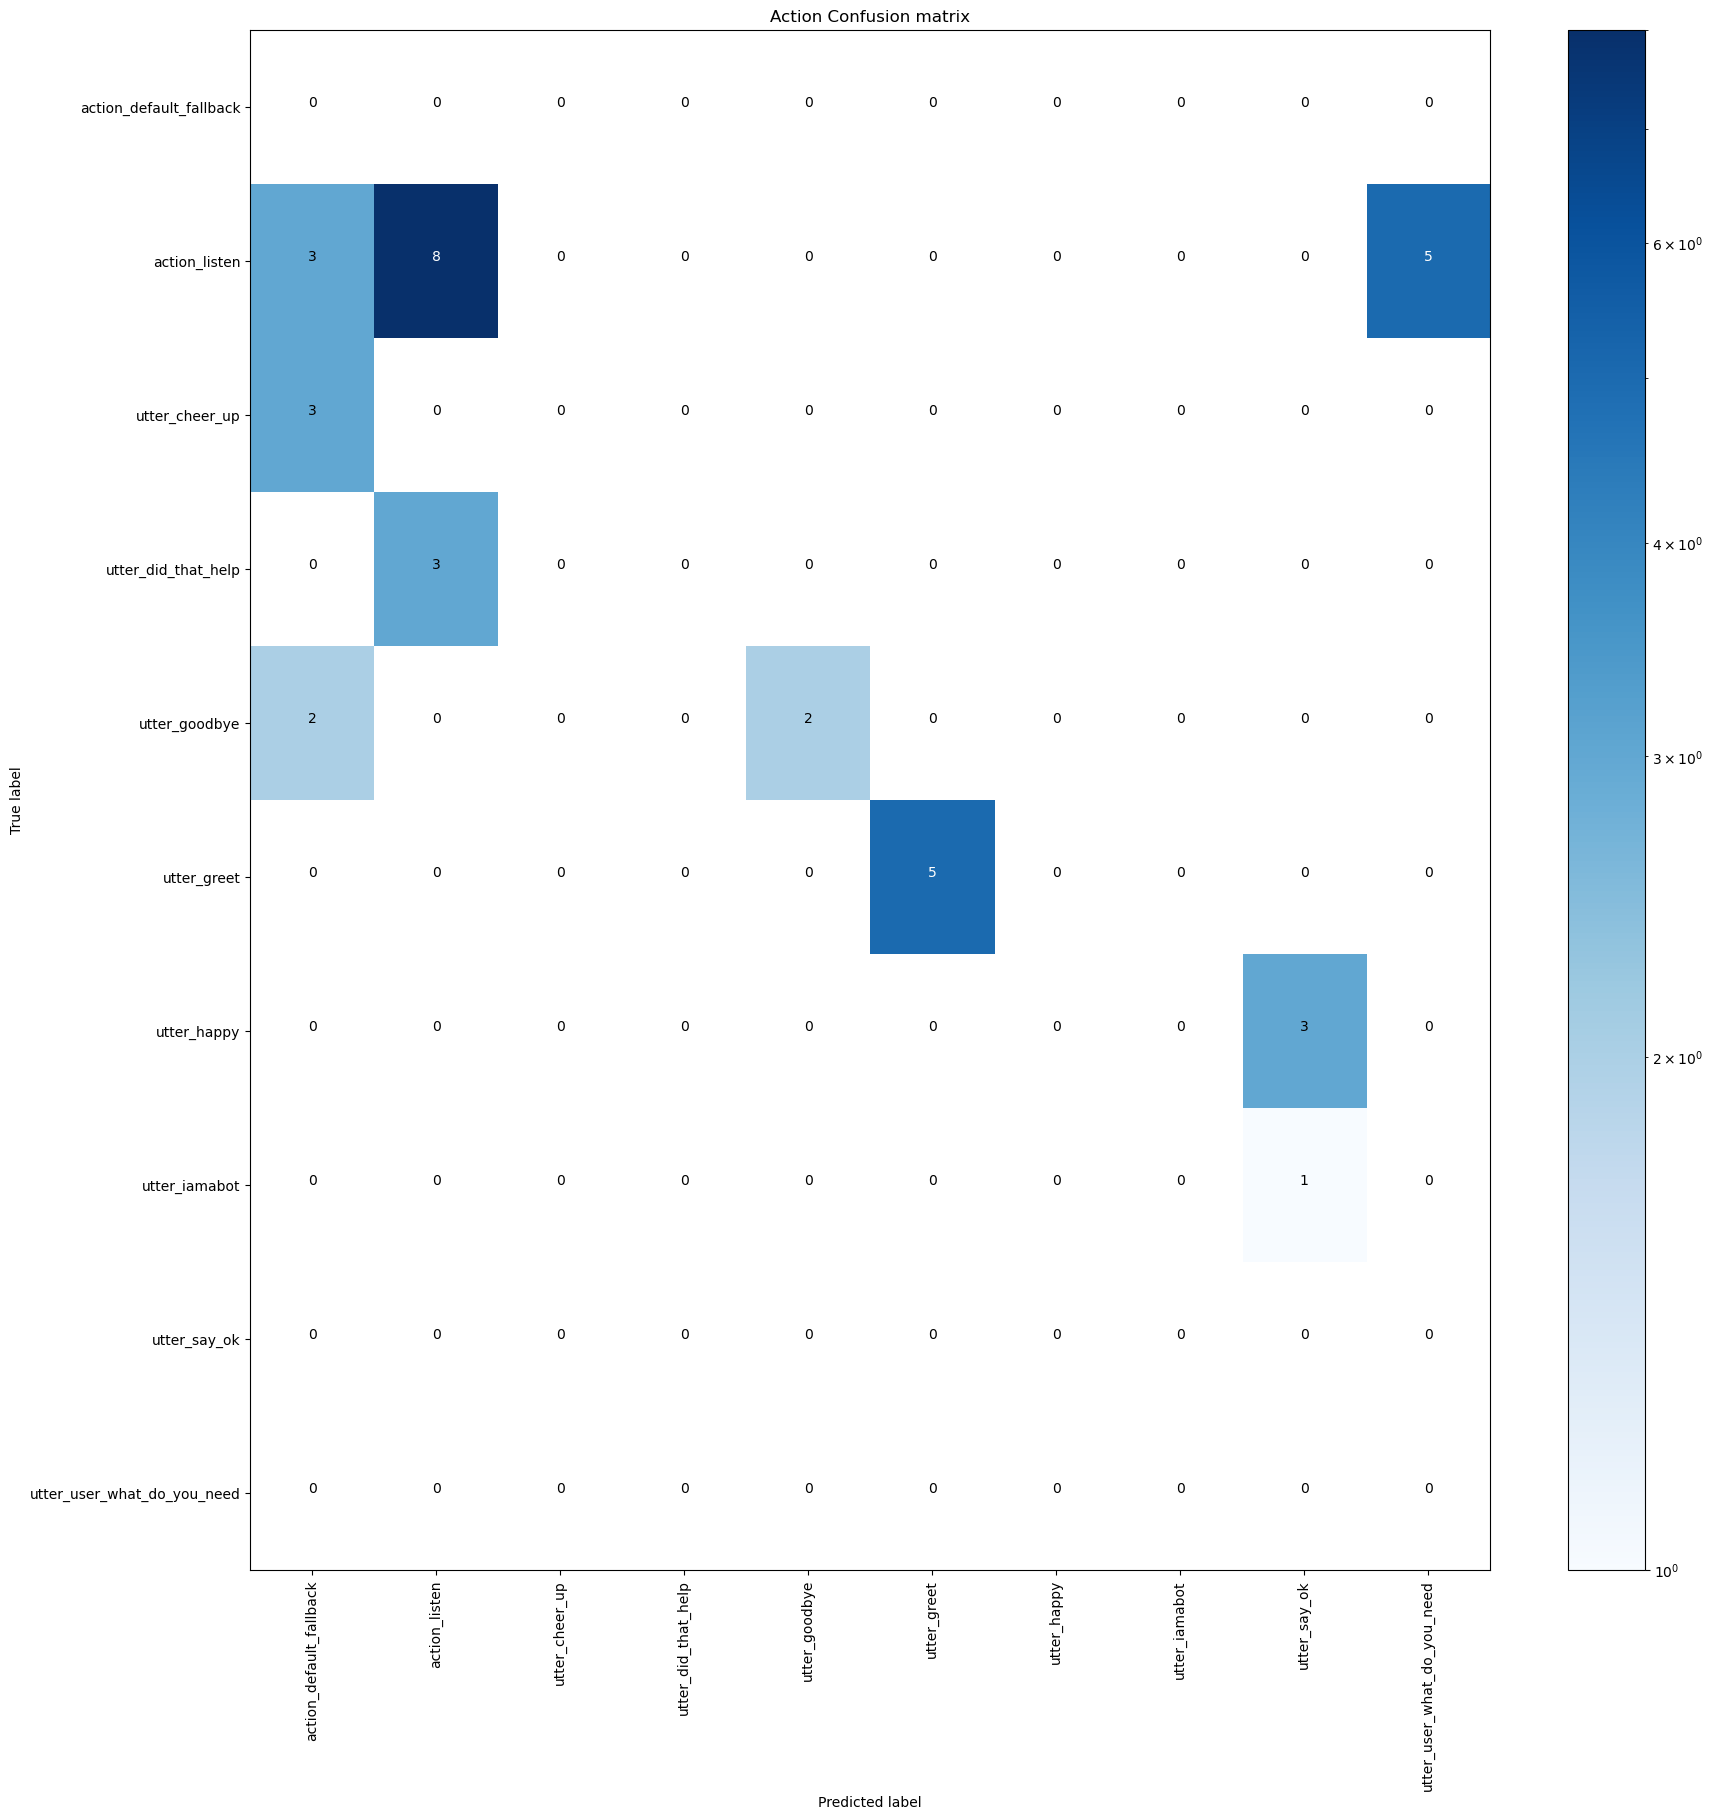 Action Confusion matrix
True label
action_default_fallback 0 0 0 0 0 0 0 0 0 0
action_listen 3 8 0 0 0 0 0 0 0 5
utter_cheer_up 3 0 0 0 0 0 0 0 0 0
utter_did_that_help 0 3 0 0 0 0 0 0 0 0
utter_goodbye 2 0 0 0 2 0 0 0 0 0
utter_greet 0 0 0 0 0 5 0 0 0 0
utter_happy 0 0 0 0 0 0 0 0 3 0
utter_iamabot 0 0 0 0 0 0 0 0 1 0
utter_say_ok 0 0 0 0 0 0 0 0 0 0
utter_user_what_do_you_need 0 0 0 0 0 0 0 0 0 0
action_default_fallback
action_listen
utter_cheer_up
utter_did_that_help
utter_goodbye
utter_greet
utter_happy
utter_iamabot
utter_say_ok
utter_user_what_do_you_need
Predicted label
6 × 10⁰
4 × 10⁰
3 × 10⁰
2 × 10⁰
10⁰